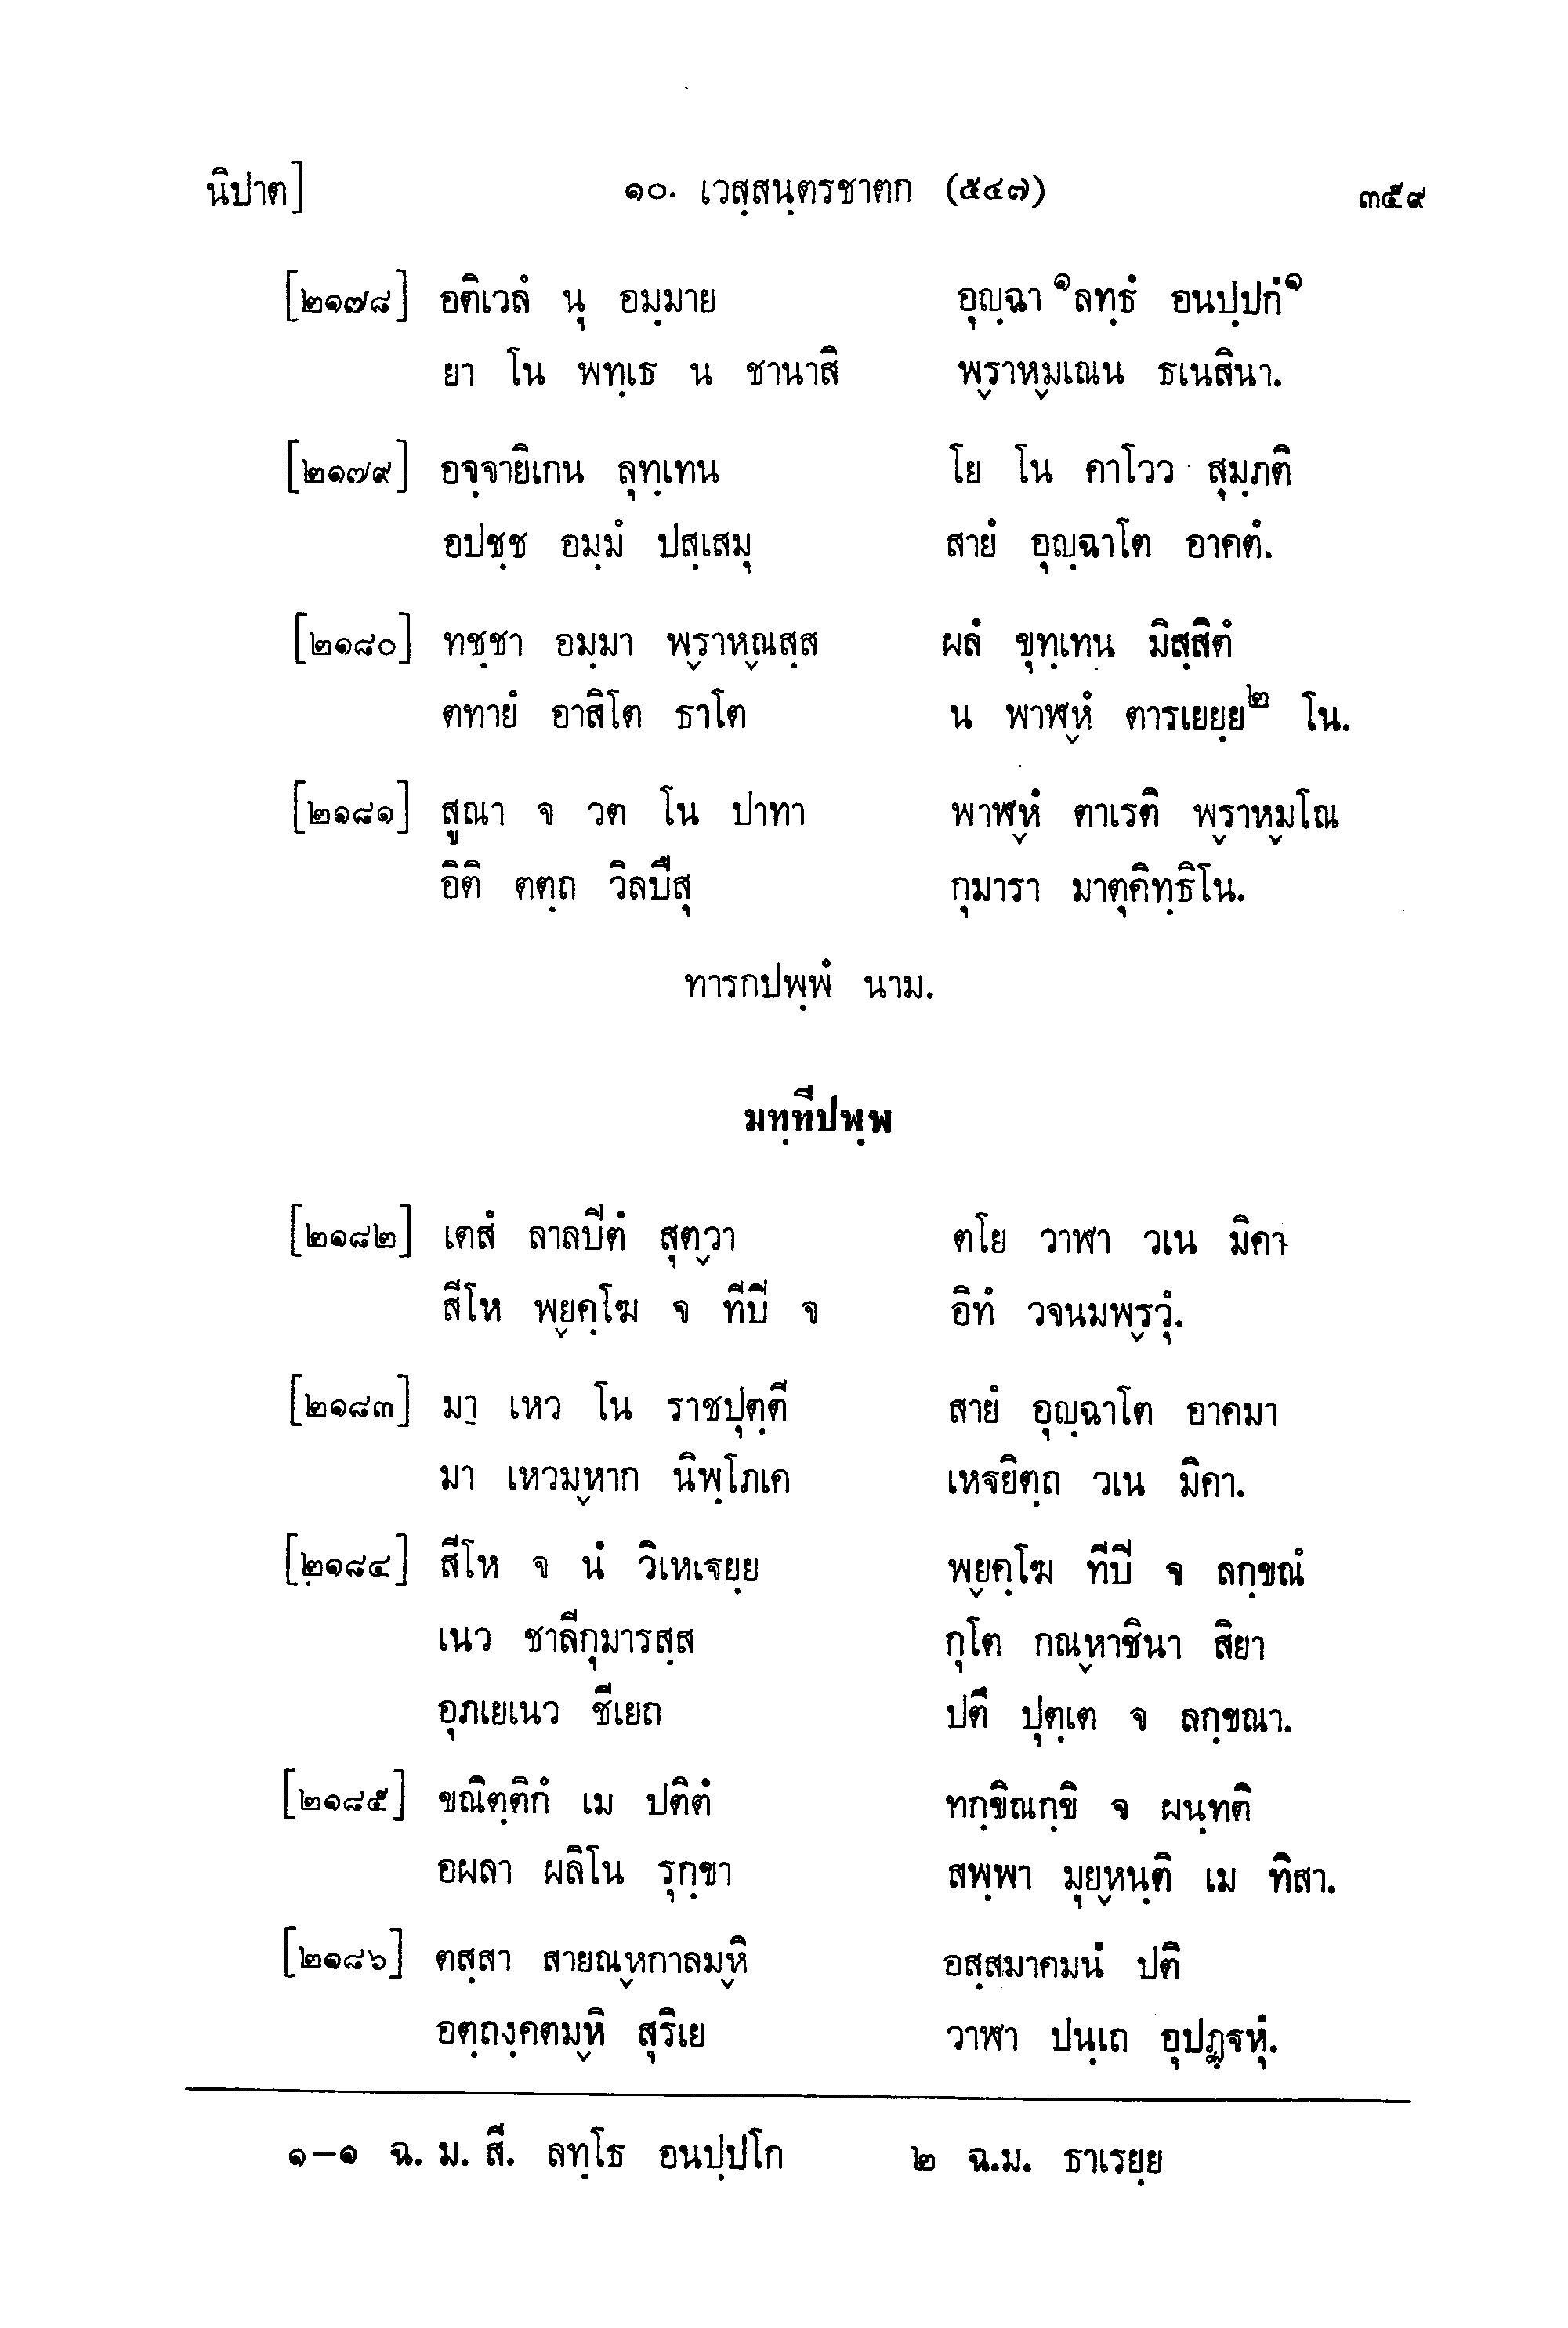 นิปาต] ๑๐. เวสฺสนฺตรชาตก (๕๔๗) ๓๕๙
[๒๑๗๘] อติเวลํ นุ อมฺมาย อุญฺฉา ๑ลทฺธํ อนปฺปกํ๑
ยา โน พทฺเธ น ชานาสิ พฺราหฺมเณน ธเนสินา.
[๒๑๗๙] อจฺจายิเกน ลุทฺเทน โย โน คาโวว สุมฺภติ
อปชฺช อมฺมํ ปสฺเสมุ สายํ อุญฺฉาโต อาคตํ.
[๒๑๘๐] ทชฺชา อมฺมา พฺราหฺณสฺส ผลํ ขุทฺเทน มิสฺสิตํ
ตทายํ อาสิโต ธาโต น พาฬฺหํ ตารเยยฺย๒ โน.
[๒๑๘๑] สูณา จ วต โน ปาทา พาฬฺหํ ตาเรติ พฺราหฺมโณ
อิติ ตตฺถ วิลปึสุ กุมารา มาตุคิทฺธิโน.
ทารกปพฺพํ นาม.
มทฺทีปพฺพ
[๒๑๘๒] เตสํ ลาลปิตํ สุตฺวา ตโย วาฬา วเน มิคา
สีโห พฺยคฺโฆ จ ทีปิ จ อิทํ วจนมพฺรวุํ.
[๒๑๘๓] มา เหว โน ราชปุตฺตี สายํ อุญฺฉาโต อาคมา
มา เหวมฺหาก นิพฺโภเค เหฐยิตฺถ วเน มิคา.
[๒๑๘๔] สีโห จ นํ วิเหเฐยฺย พฺยคฺโฆ ทีปิ จ ลกฺขณํ
เนว ชาลีกุมารสฺส กุโต กณฺหาชินา สิยา
อุภเยเนว ชีเยถ ปตึ ปุตฺเต จ ลกฺขณา.
[๒๑๘๕] ขณิตฺติกํ เม ปติตํ ทกฺขิณกฺขิ จ ผนฺทติ
อผลา ผลิโน รุกฺขา สพฺพา มุยฺหนฺติ เม ทิสา.
[๒๑๘๖] ตสฺสา สายณฺหกาลมฺหิ อสฺสมาคมนํ ปติ
อตฺถงฺคตมฺหิ สุริเย วาฬา ปนฺเถ อุปฏฺฐหุํ.
๑–๑ ฉ. ม. สี. ลทฺโธ อนปฺปโก ๒ ฉ.ม. ธาเรยฺย